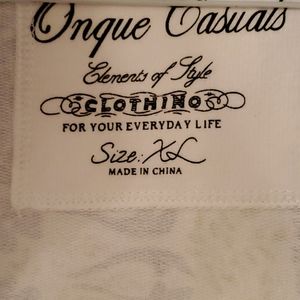 Onque Casuals
Elements of Style
CLOTHING
FOR YOUR EVERYDAY LIFE
Size: XL
MADE IN CHINA